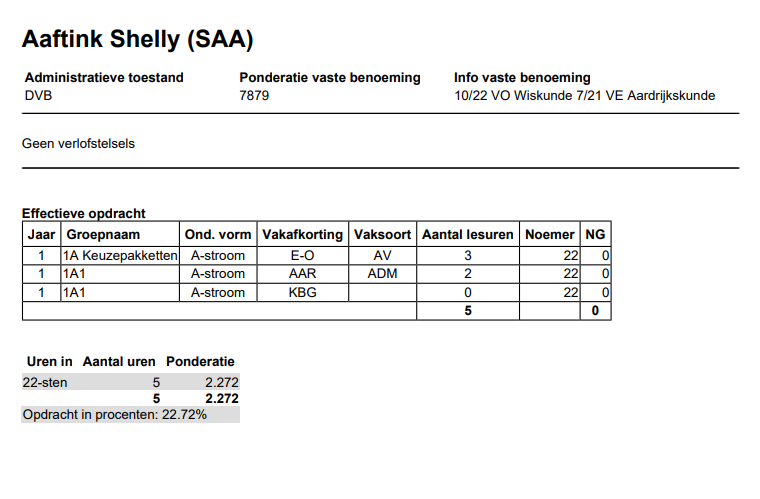 Aaftink Shelly (SAA)
Administratieve toestand Ponderatie vaste benoeming Info vaste benoeming
DVB 7879 10/22 VO Wiskunde 7/21 VE Aardrijkskunde
Geen verlofstelsels
Effectieve opdracht
Jaar Groepnaam Ond. vorm Vakafkorting Vaksoort Aantal lesuren Noemer NG
1 1A Keuzepakketten A-stroom E-O AV 3 22 0
1 1A1 A-stroom AAR ADM 2 22 0
1 1A1 A-stroom KBG 0 22 0
5 0
Uren in Aantal uren Ponderatie
22-sten 5 2.272
5 2.272
Opdracht in procenten: 22.72%